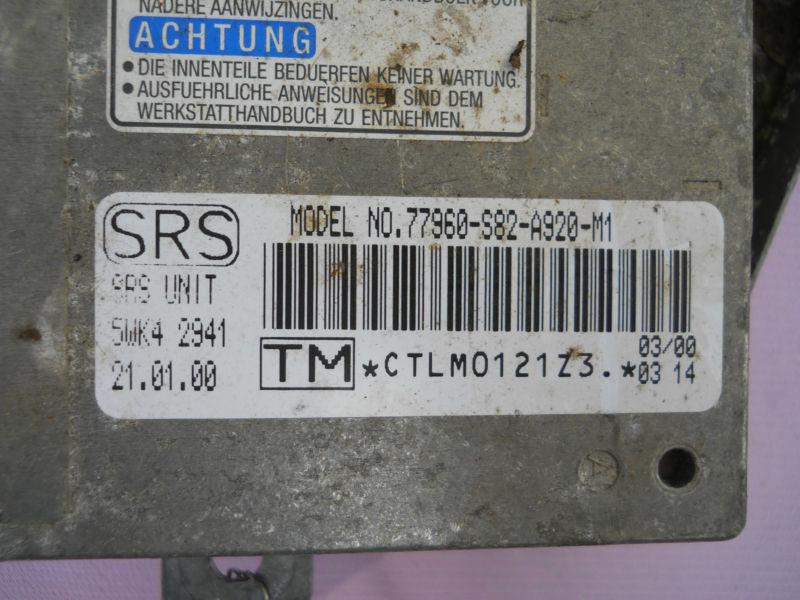 NADERE AANWIJZINGEN.
ACHTUNG
• DIE INNENTEILE BEDUERFEN KEINER WARTUNG.
• AUSFUEHRLICHE ANWEISUNGEN SIND DEM
WERKSTATTHANDBUCH ZU ENTNEHMEN.
SRS
MODEL NO.77960-S82-A920-M1
SRS UNIT
5WK4 2941
21.01.00
TM *CTLM0121Z3.*
03/00
03 14
A